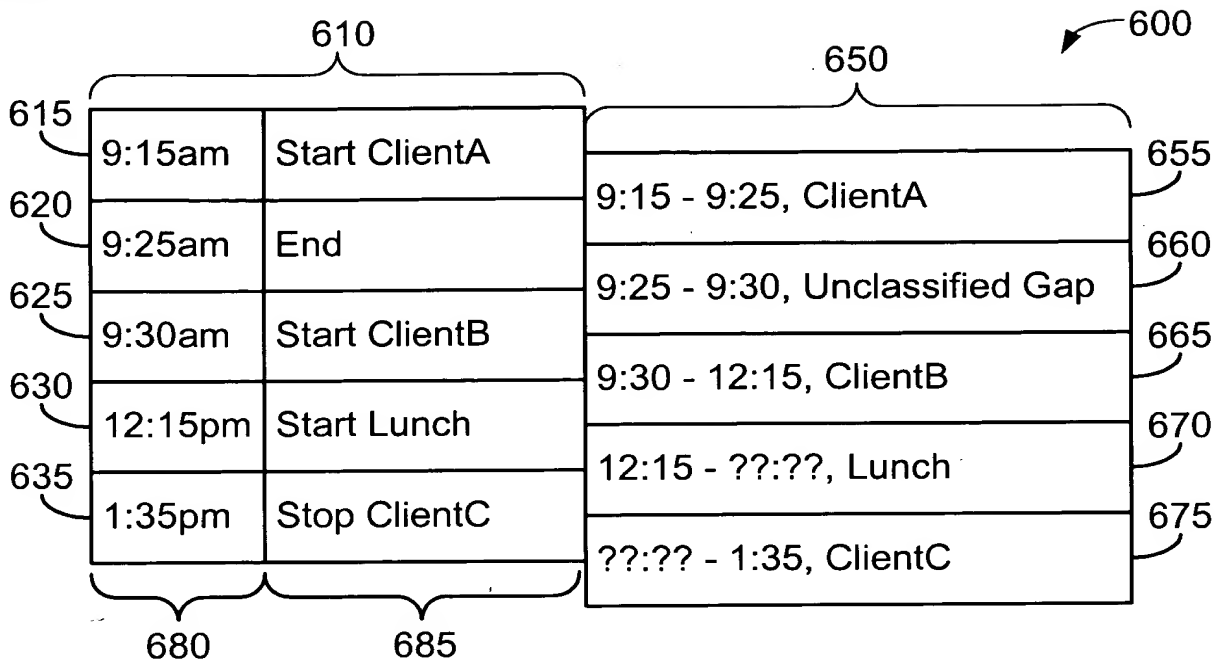 600
610
650
615
9:15am Start ClientA
655
9:15 - 9:25, ClientA
620
9:25am End
660
9:25 - 9:30, Unclassified Gap
625
9:30am Start ClientB
665
9:30 - 12:15, ClientB
630
12:15pm Start Lunch
670
12:15 - ??:??, Lunch
635
1:35pm Stop ClientC
675
??:?? - 1:35, ClientC
680 685